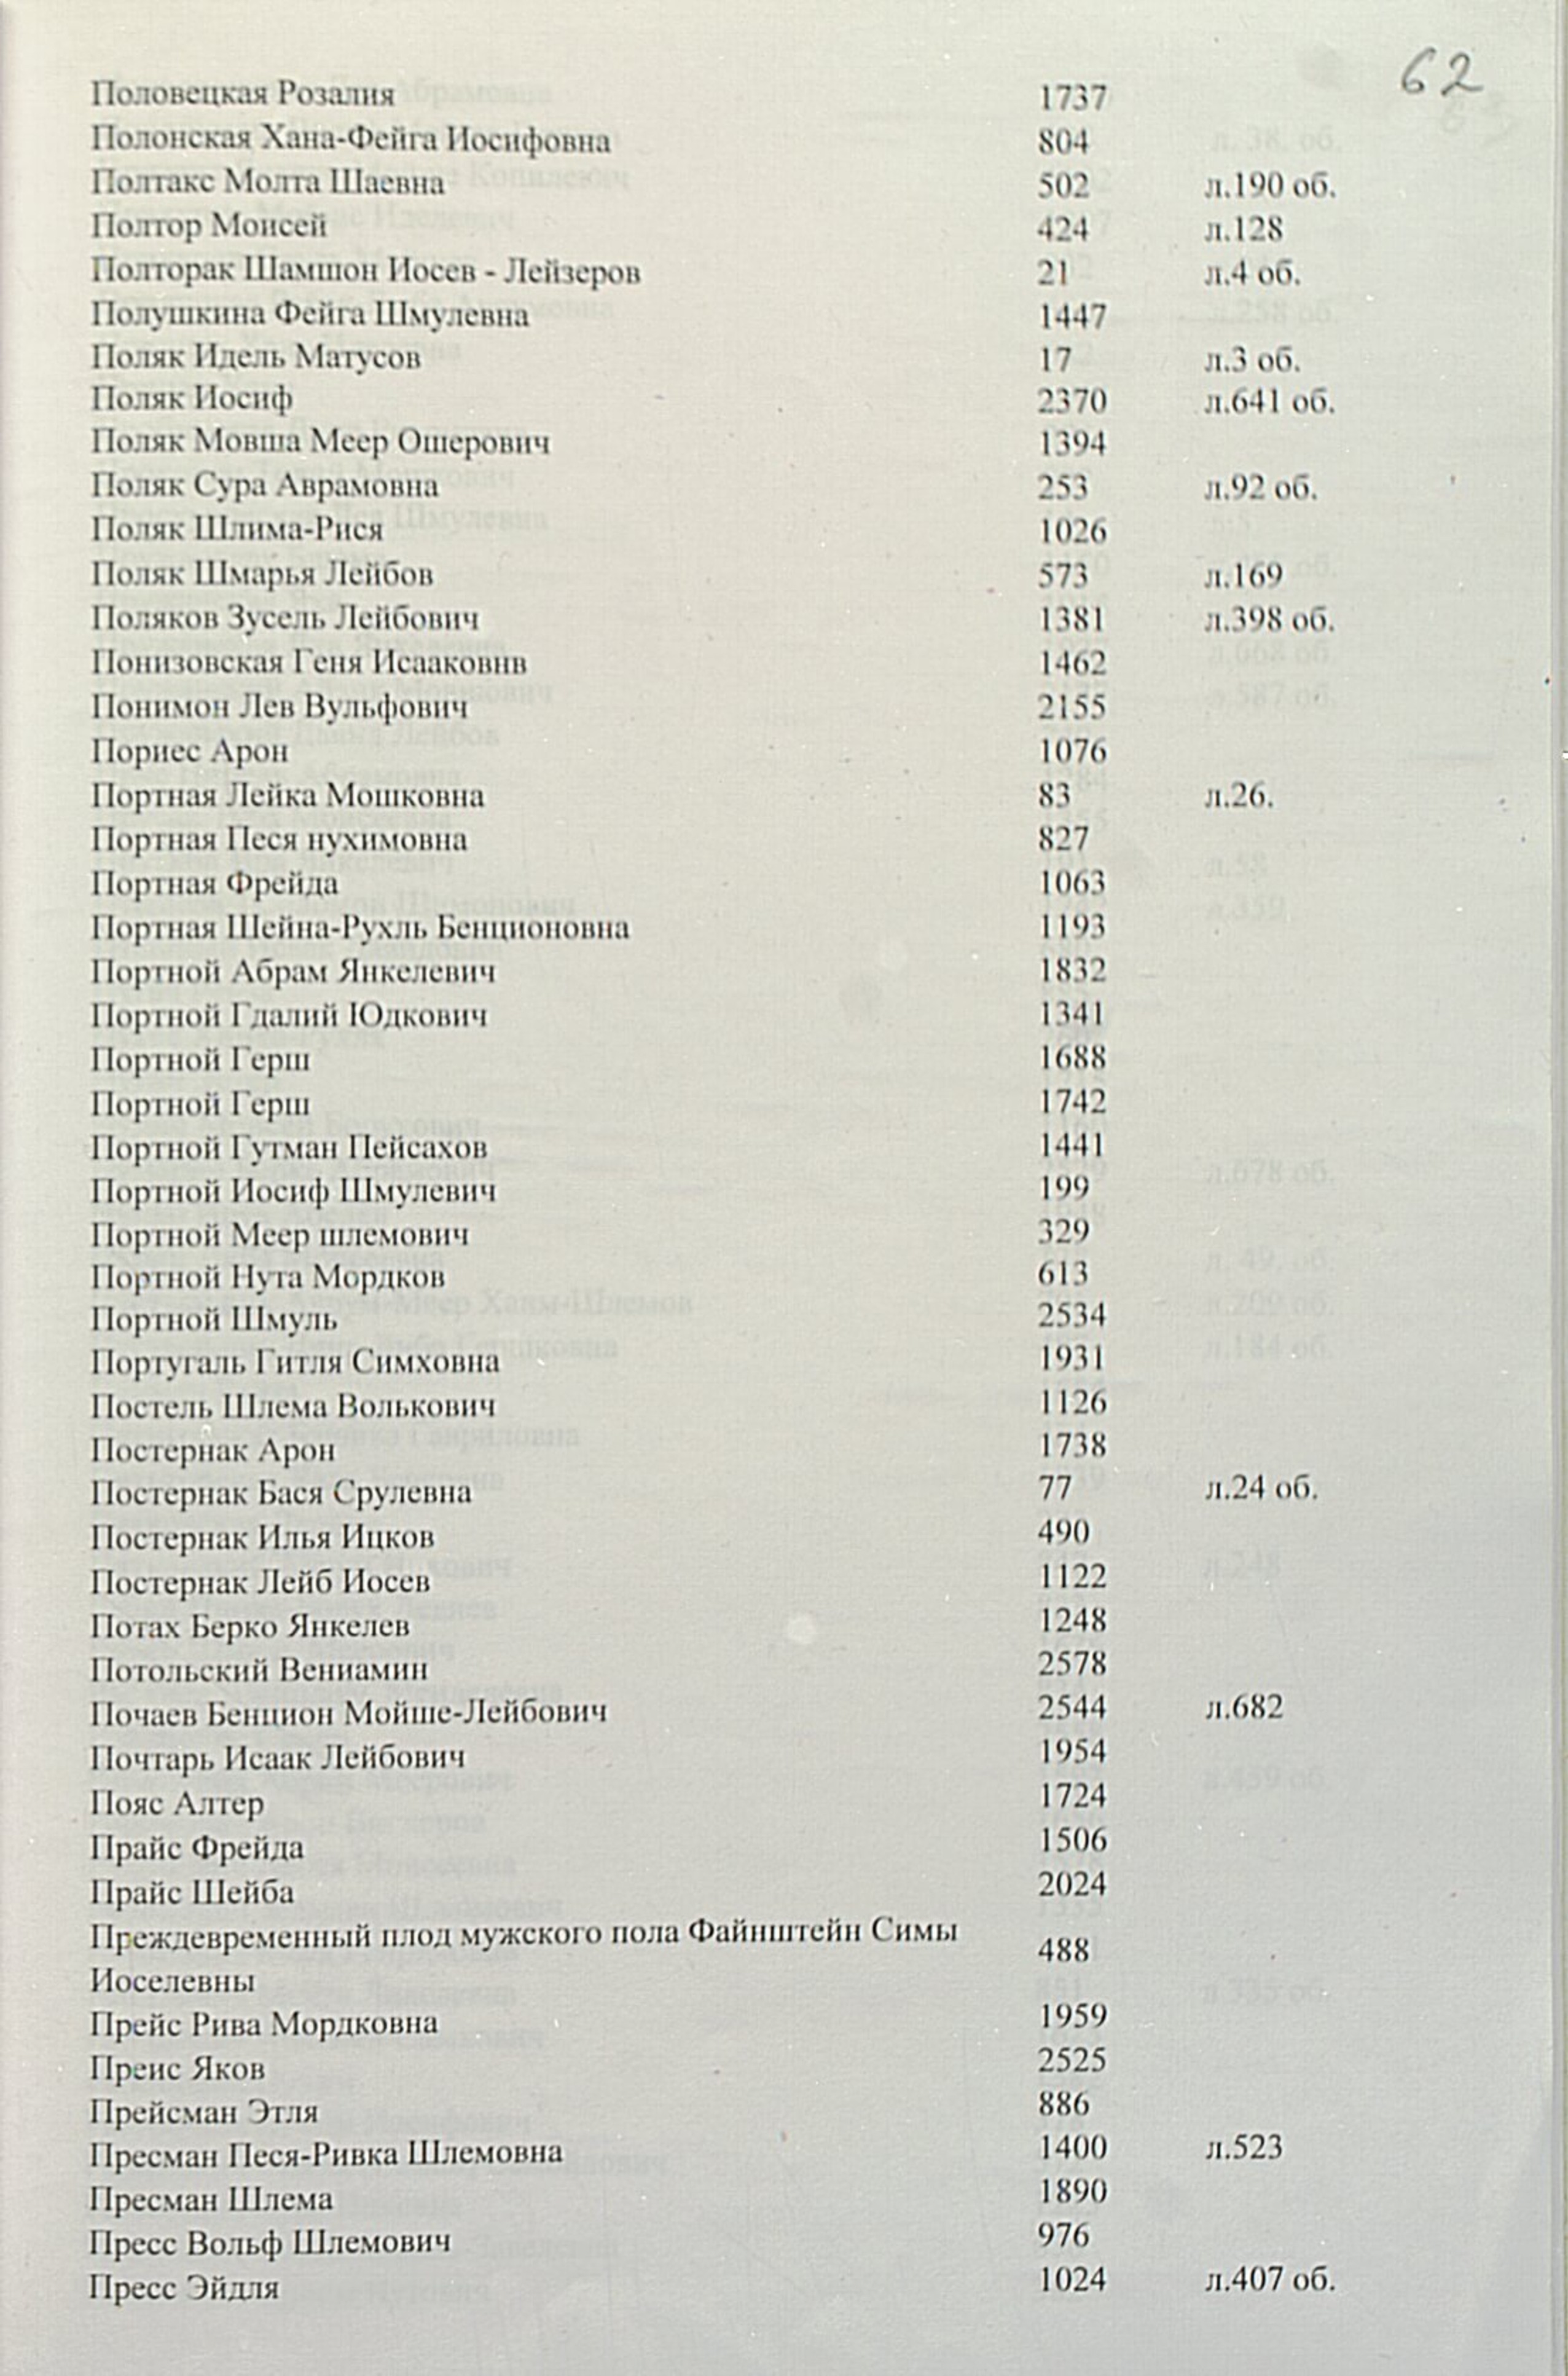 62
Половецкая Розалия 1737
Полонская Хана-Фейга Иосифовна 804
Полтакс Молта Шаевна 502 л.190 об.
Полтор Моисей 424 л.128
Полторак Шамшон Иосев - Лейзеров 21 л.4 об.
Полушкина Фейга Шмулевна 1447
Поляк Идель Матусов 17 л.3 об.
Поляк Иосиф 2370 л.641 об.
Поляк Мовша Меер Ошерович 1394
Поляк Сура Аврамовна 253 л.92 об.
Поляк Шлима-Рися 1026
Поляк Шмарья Лейбов 573 л.169
Поляков Зусель Лейбович 1381 л.398 об.
Понизовская Геня Исааковнв 1462
Понимон Лев Вульфович 2155
Порнес Арон 1076
Портная Лейка Мошковна 83 л.26.
Портная Песя нухимовна 827
Портная Фрейда 1063
Портная Шейна-Рухль Бенционовна 1193
Портной Абрам Янкелевич 1832
Портной Гдалий Юдкович 1341
Портной Герш 1688
Портной Герш 1742
Портной Гутман Пейсахов 1441
Портной Иосиф Шмулевич 199
Портной Меер шлемович 329
Портной Нута Мордков 613
Портной Шмуль 2534
Португаль Гитля Симховна 1931
Постель Шлема Волькович 1126
Постернак Арон 1738
Постернак Бася Срулевна 77 л.24 об.
Постернак Илья Ицков 490
Постернак Лейб Иосев 1122
Потах Берко Янкелев 1248
Потольский Вениамин 2578
Почаев Бенцион Мойше-Лейбович 2544 л.682
Почтарь Исаак Лейбович 1954
Пояс Алтер 1724
Прайс Фрейда 1506
Прайс Шейба 2024
Преждевременный плод мужского пола Файнштейн Симы
Иоселевны 488
Прейс Рива Мордковна 1959
Преис Яков 2525
Прейсман Этля 886
Пресман Песя-Ривка Шлемовна 1400 л.523
Пресман Шлема 1890
Пресс Вольф Шлемович 976
Пресс Эйдля 1024 л.407 об.